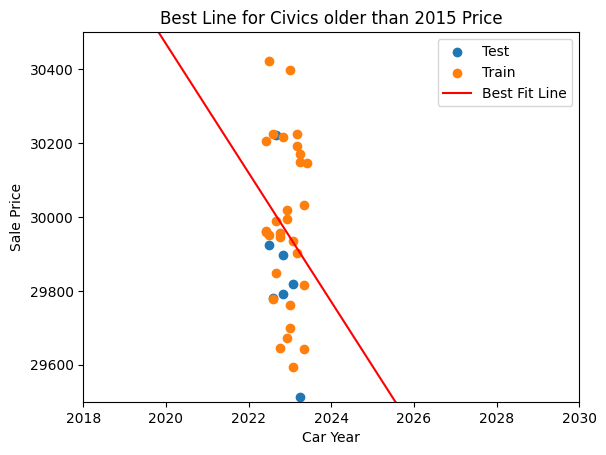 Best Line for Civics older than 2015 Price
Test
Train
Best Fit Line
Sale Price
30400
30200
30000
29800
29600
2018 2020 2022 2024 2026 2028 2030
Car Year